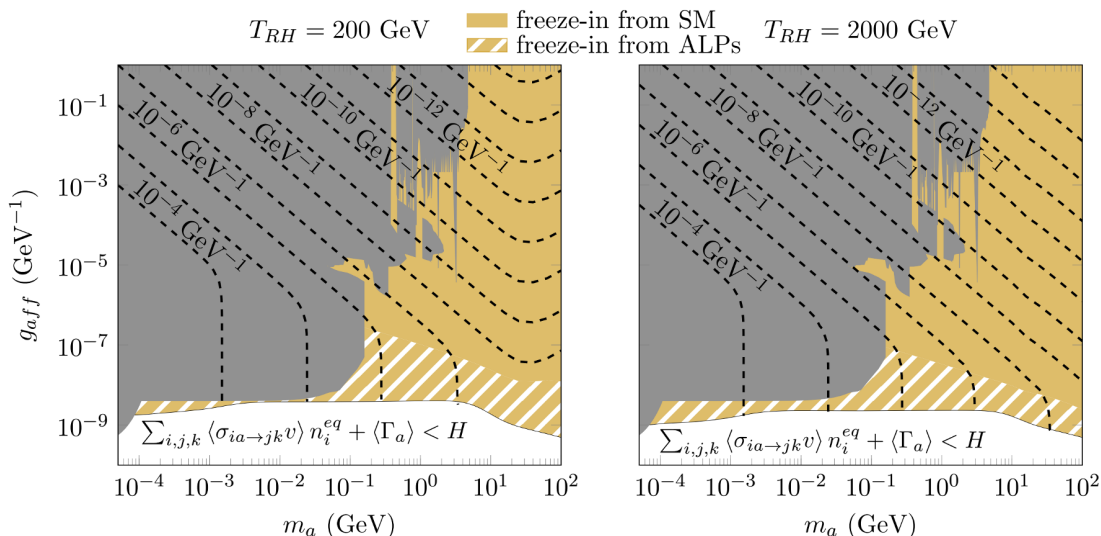 T_{RH} = 200 GeV
freeze-in from SM
freeze-in from ALPs
T_{RH} = 2000 GeV
g_{aff} (GeV^{-1})
10^{-1}
10^{-3}
10^{-5}
10^{-7}
10^{-9}
10^{-12} GeV^{-1}
10^{-10} GeV^{-1}
10^{-8} GeV^{-1}
10^{-6} GeV^{-1}
10^{-4} GeV^{-1}
∑_{i,j,k} ⟨σ_{ia→jk}v⟩ n_i^{eq} + ⟨Γ_a⟩ < H
10^{-4} 10^{-3} 10^{-2} 10^{-1} 10^0 10^1 10^2
m_a (GeV)
10^{-12} GeV^{-1}
10^{-10} GeV^{-1}
10^{-8} GeV^{-1}
10^{-6} GeV^{-1}
10^{-4} GeV^{-1}
∑_{i,j,k} ⟨σ_{ia→jk}v⟩ n_i^{eq} + ⟨Γ_a⟩ < H
10^{-4} 10^{-3} 10^{-2} 10^{-1} 10^0 10^1 10^2
m_a (GeV)